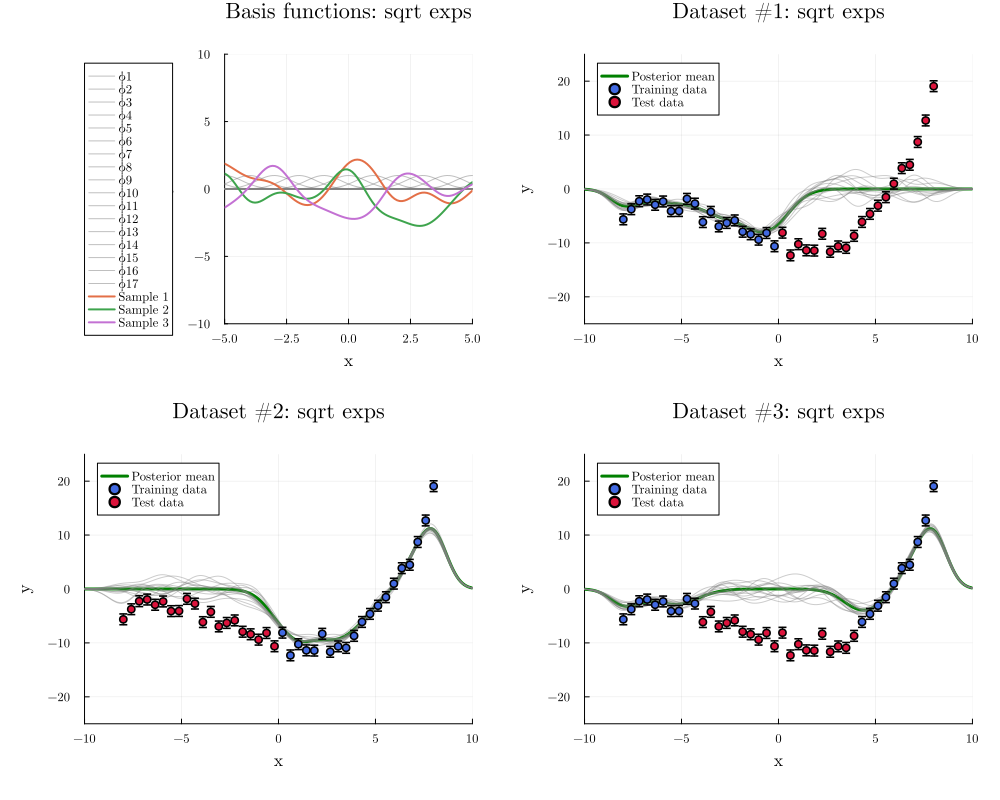 Basis functions: sqrt exps
ϕ1
ϕ2
ϕ3
ϕ4
ϕ5
ϕ6
ϕ7
ϕ8
ϕ9
ϕ10
ϕ11
ϕ12
ϕ13
ϕ14
ϕ15
ϕ16
ϕ17
Sample 1
Sample 2
Sample 3
10
5
0
−5
−10
−5.0 −2.5 0.0 2.5 5.0
x
Dataset #1: sqrt exps
Posterior mean
Training data
Test data
y
20
10
0
−10
−20
−10 −5 0 5 10
x
Dataset #2: sqrt exps
Posterior mean
Training data
Test data
y
20
10
0
−10
−20
−10 −5 0 5 10
x
Dataset #3: sqrt exps
Posterior mean
Training data
Test data
y
20
10
0
−10
−20
−10 −5 0 5 10
x